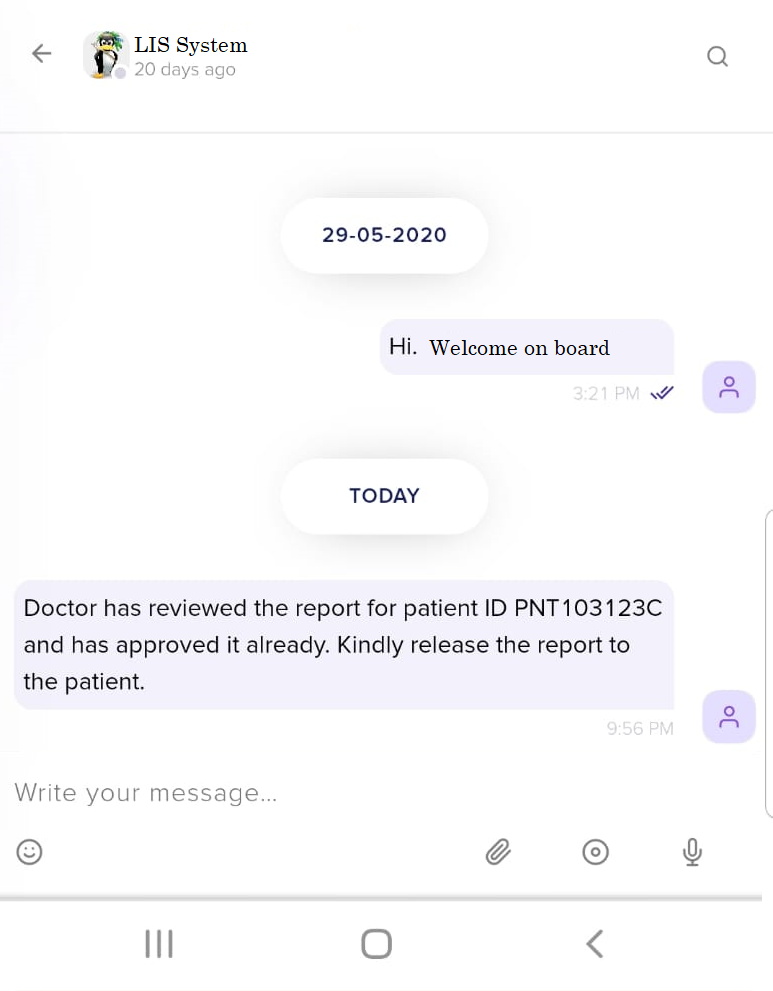 LIS System
20 days ago
29-05-2020
Hi. Welcome on board
3:21 PM
TODAY
Doctor has reviewed the report for patient ID PNT103123C
and has approved it already. Kindly release the report to
the patient.
9:56 PM
Write your message...